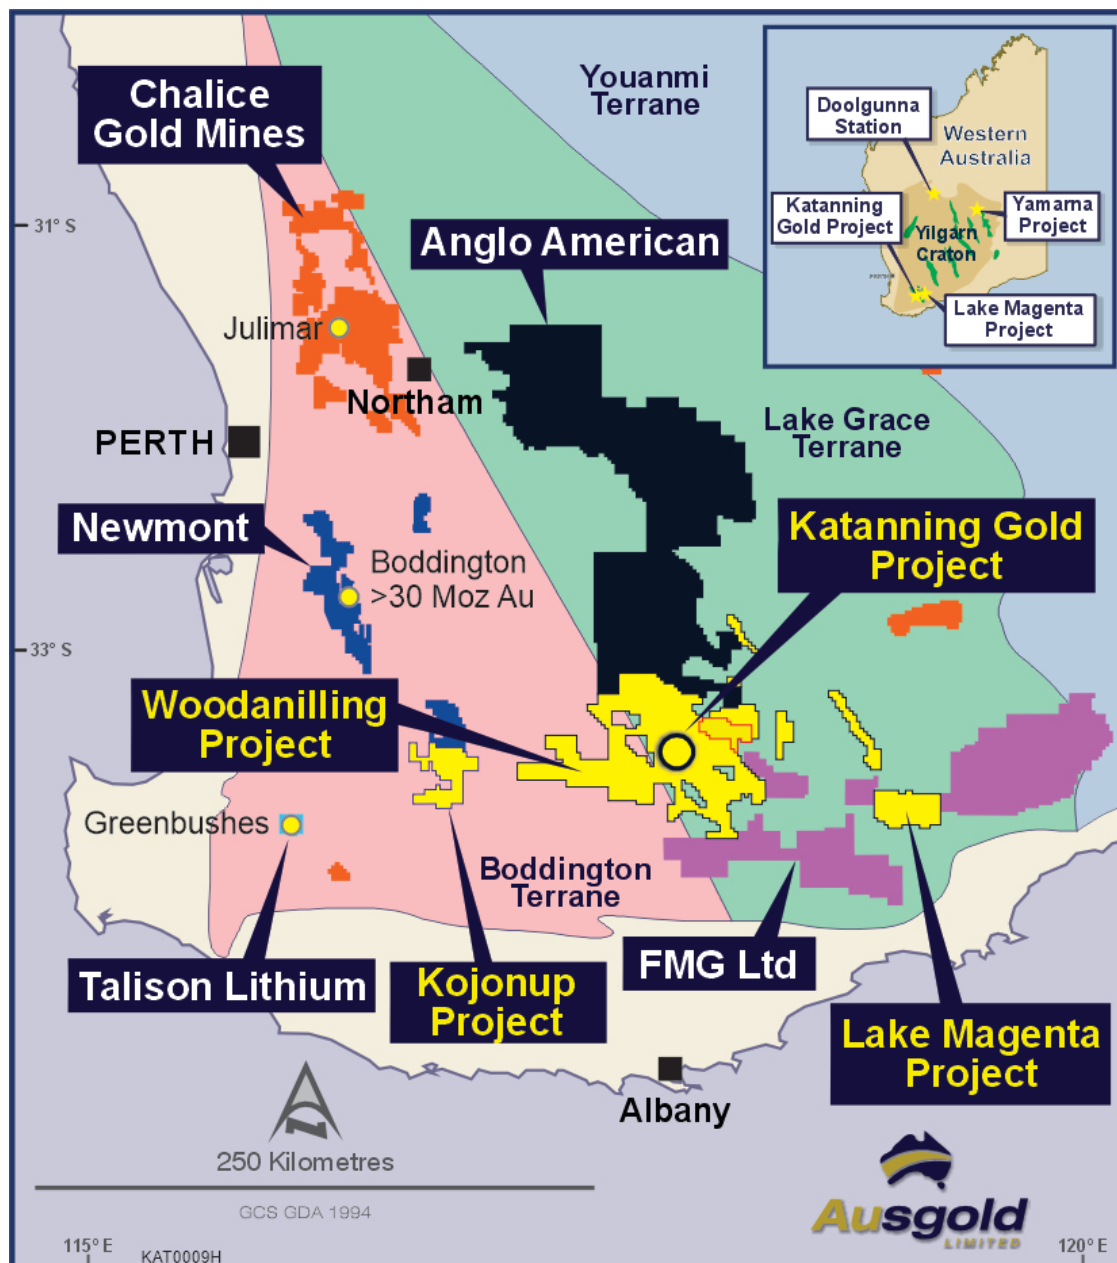 Youanmi
Terrane
Chalice
Gold Mines
Doolgunna
Station
Western
Australia
Katanning
Gold Project
Yamarna
Project
Yilgarn
Craton
Lake Magenta
Project
31° S
Anglo American
Julimar
Northam
PERTH
Lake Grace
Terrane
Newmont
Katanning Gold
Project
Boddington
>30 Moz Au
33° S
Woodanilling
Project
Greenbushes
Boddington
Terrane
FMG Ltd
Talison Lithium
Kojonup
Project
Lake Magenta
Project
Albany
N
250 Kilometres
GCS GDA 1994
Ausgold
LIMITED
115° E
KAT0009H
120° E